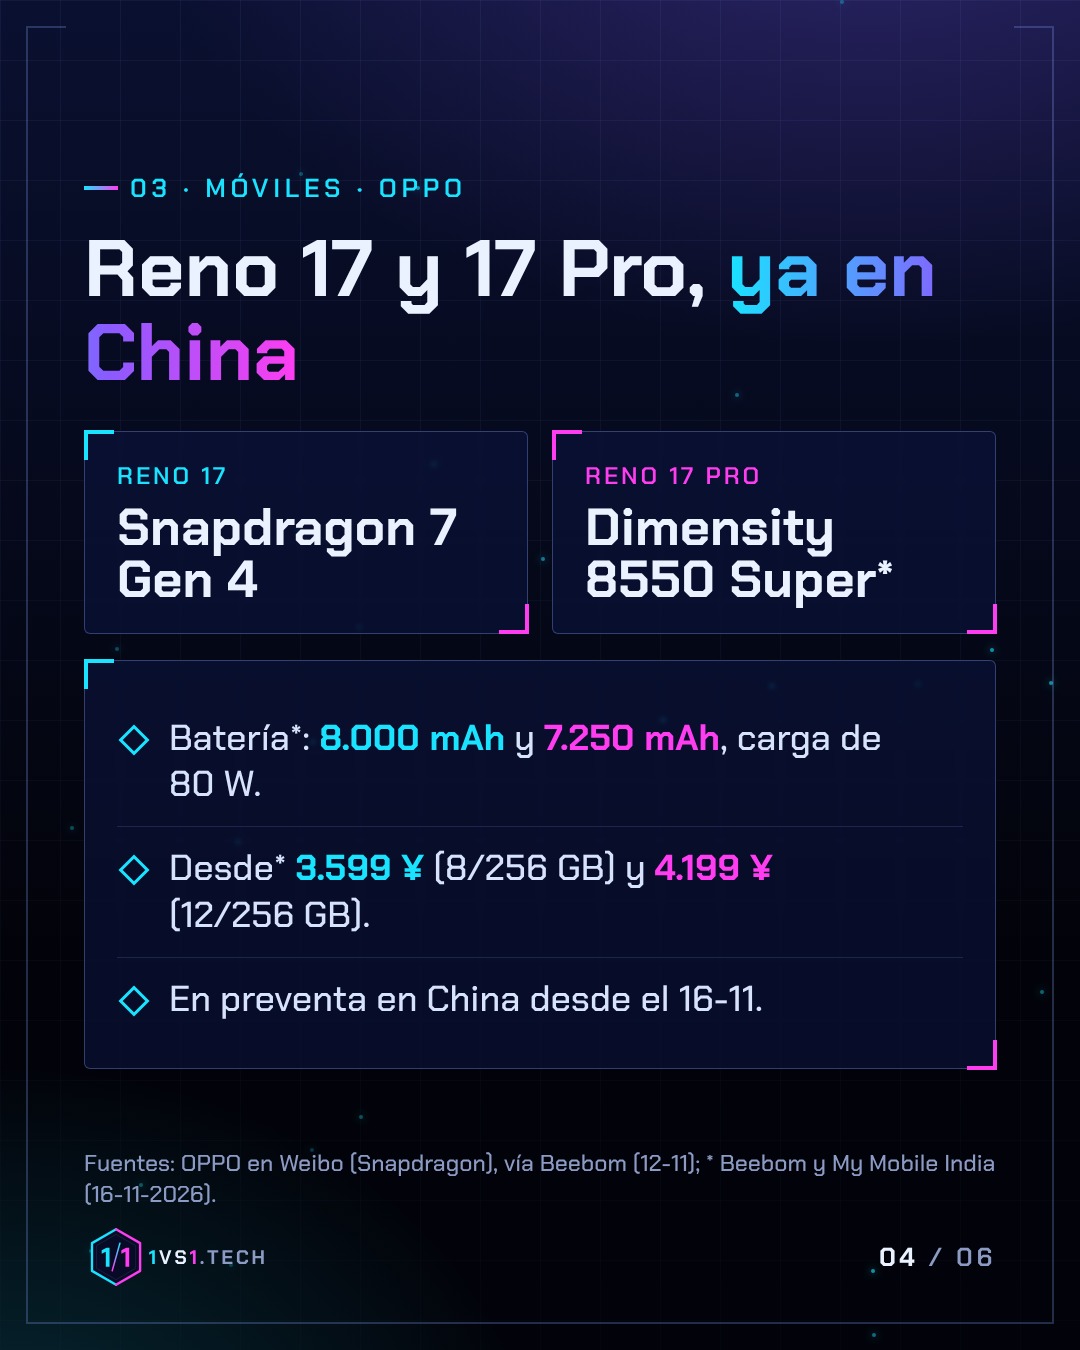 03 · MÓVILES · OPPO
Reno 17 y 17 Pro, ya en
China
RENO 17
Snapdragon 7
Gen 4
RENO 17 PRO
Dimensity
8550 Super*
Batería*: 8.000 mAh y 7.250 mAh, carga de
80 W.
Desde* 3.599 ¥ (8/256 GB) y 4.199 ¥
(12/256 GB).
En preventa en China desde el 16-11.
Fuentes: OPPO en Weibo (Snapdragon), vía Beebom (12-11); * Beebom y My Mobile India
(16-11-2026).
1/1 1VS1.TECH
04 / 06